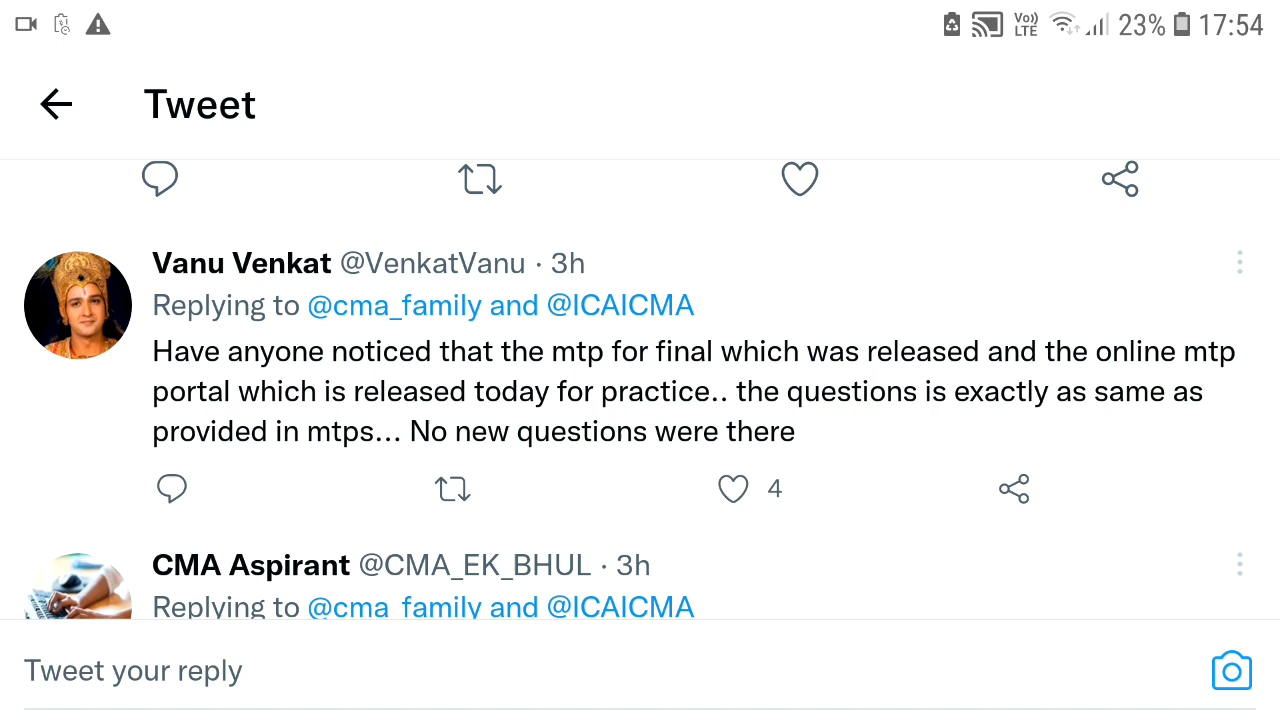 Vo))
LTE
23%
17:54
Tweet
Vanu Venkat @VenkatVanu · 3h
Replying to @cma_family and @ICAICMA
Have anyone noticed that the mtp for final which was released and the online mtp
portal which is released today for practice.. the questions is exactly as same as
provided in mtps... No new questions were there
4
CMA Aspirant @CMA_EK_BHUL · 3h
Replying to @cma_family and @ICAICMA
Tweet your reply